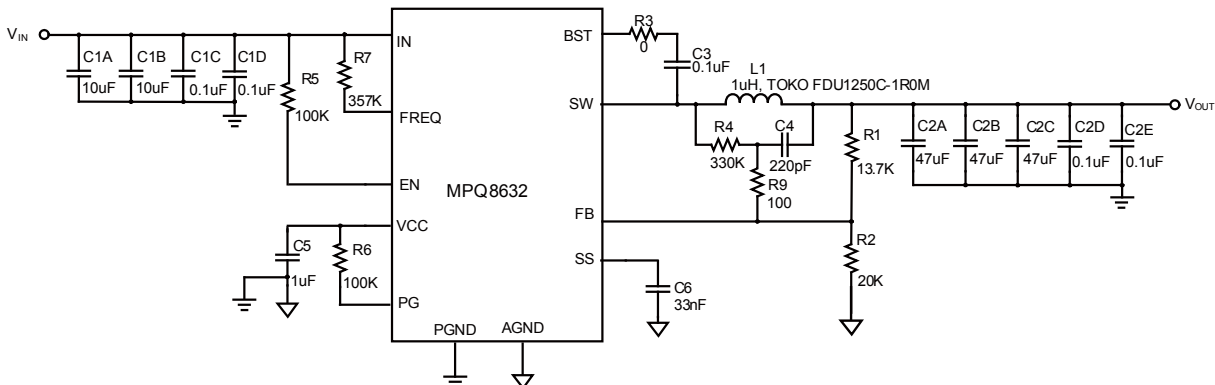 VIN
C1A
10uF
C1B
10uF
C1C
0.1uF
C1D
0.1uF
R5
100K
R7
357K
IN
FREQ
EN
VCC
PG
PGND
AGND
MPQ8632
BST
SW
FB
SS
C5
1uF
R6
100K
R3
0
C3
0.1uF
L1
1uH, TOKO FDU1250C-1R0M
R4
330K
C4
220pF
R9
100
R1
13.7K
R2
20K
C6
33nF
C2A
47uF
C2B
47uF
C2C
47uF
C2D
0.1uF
C2E
0.1uF
VOUT